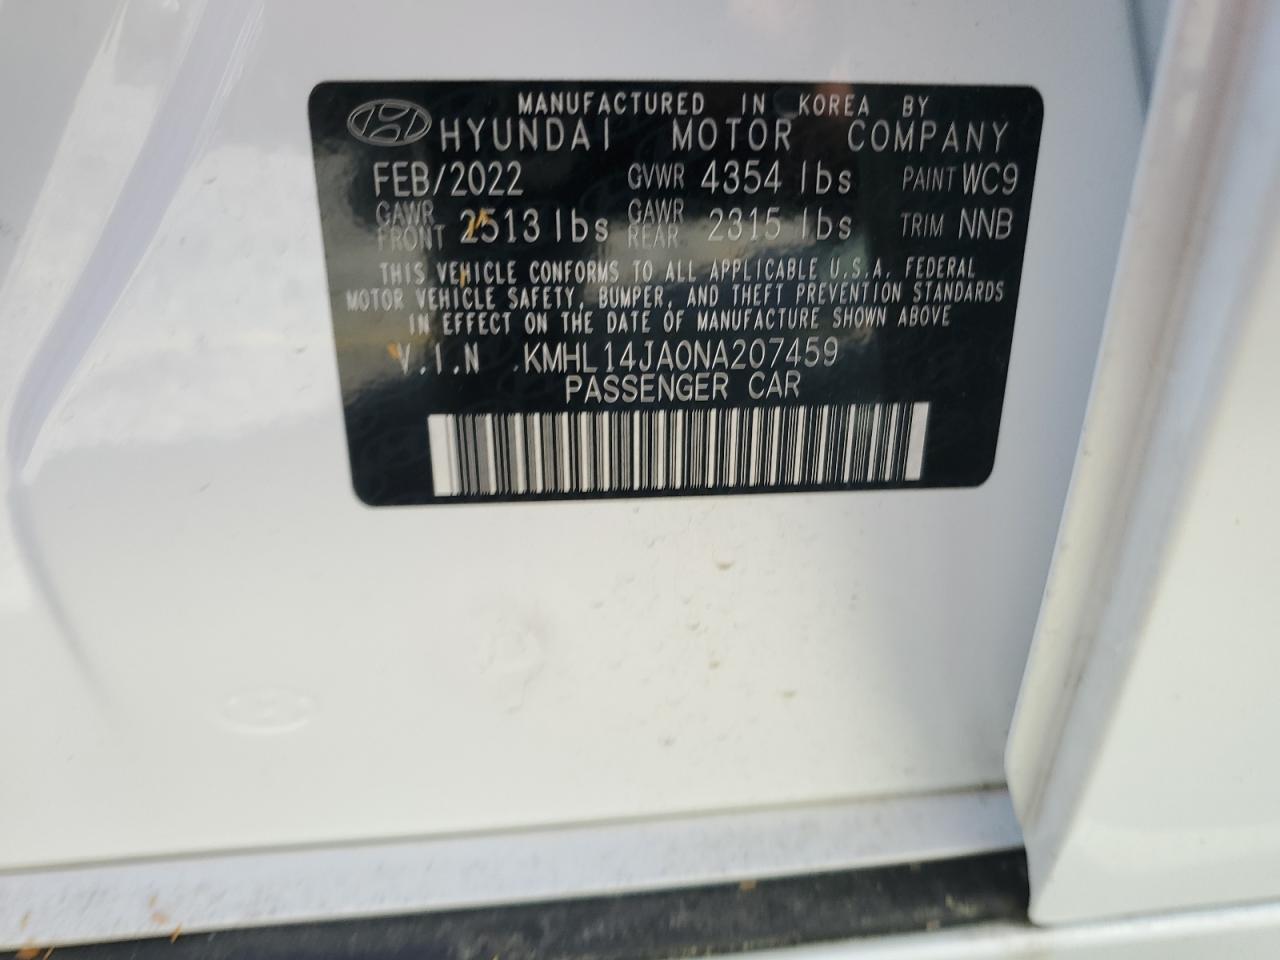 MANUFACTURED IN KOREA BY
HYUNDAI MOTOR COMPANY
FEB/2022 GVWR 4354 lbs PAINT WC9
GAWR FRONT 2513 lbs GAWR REAR 2315 lbs TRIM NNB
THIS VEHICLE CONFORMS TO ALL APPLICABLE U.S.A. FEDERAL
MOTOR VEHICLE SAFETY, BUMPER, AND THEFT PREVENTION STANDARDS
IN EFFECT ON THE DATE OF MANUFACTURE SHOWN ABOVE
V.I.N .KMHL14JA0NA207459
PASSENGER CAR